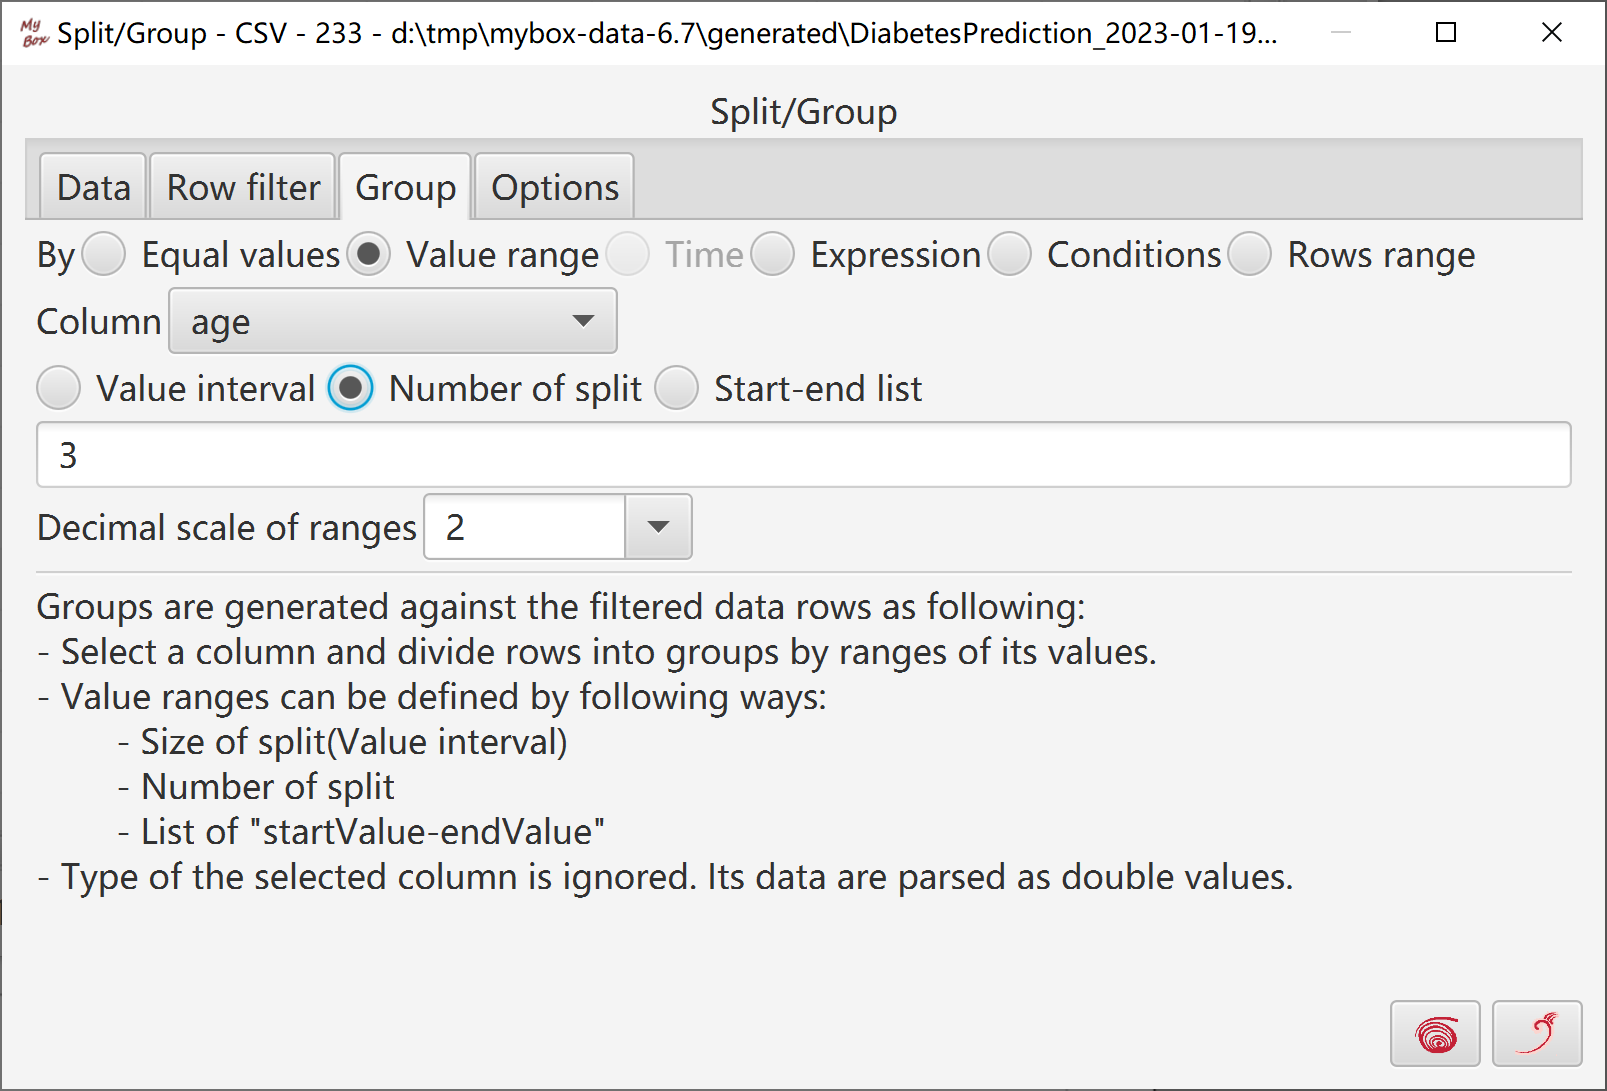 My Box Split/Group - CSV - 233 - d:\tmp\mybox-data-6.7\generated\DiabetesPrediction_2023-01-19...
Split/Group
Data Row filter Group Options
By Equal values Value range Time Expression Conditions Rows range
Column age
Value interval Number of split Start-end list
3
Decimal scale of ranges 2
Groups are generated against the filtered data rows as following:
- Select a column and divide rows into groups by ranges of its values.
- Value ranges can be defined by following ways:
- Size of split(Value interval)
- Number of split
- List of "startValue-endValue"
- Type of the selected column is ignored. Its data are parsed as double values.